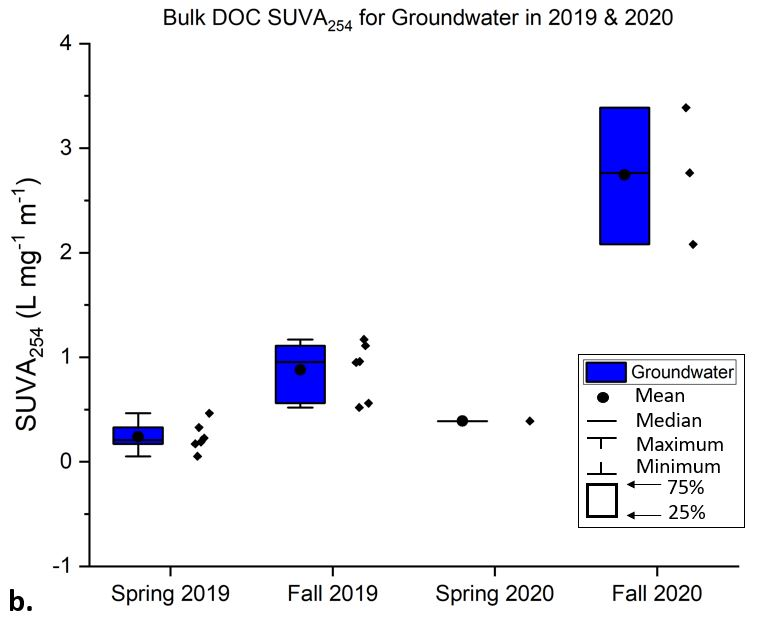 Bulk DOC SUVA₂₅₄ for Groundwater in 2019 & 2020
4
3
2
1
0
-1
SUVA₂₅₄ (L mg⁻¹ m⁻¹)
Groundwater
Mean
Median
Maximum
Minimum
75%
25%
Spring 2019 Fall 2019 Spring 2020 Fall 2020
b.